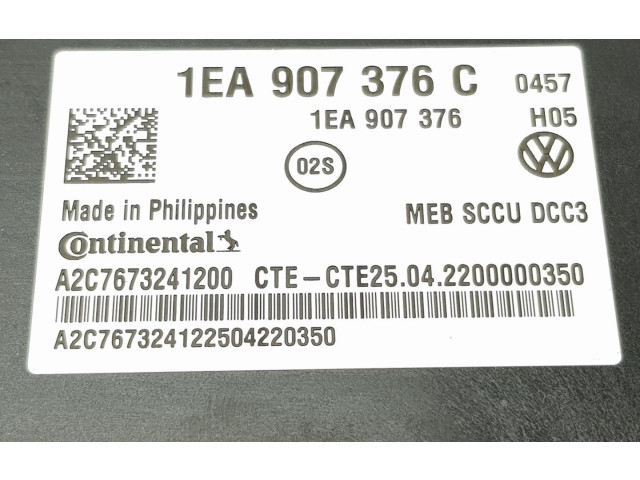 1EA 907 376 C 0457
1EA 907 376 H05
02S
Made in Philippines MEB SCCU DCC3
Continental
A2C7673241200 CTE-CTE25.04.2200000350
A2C767324122504220350